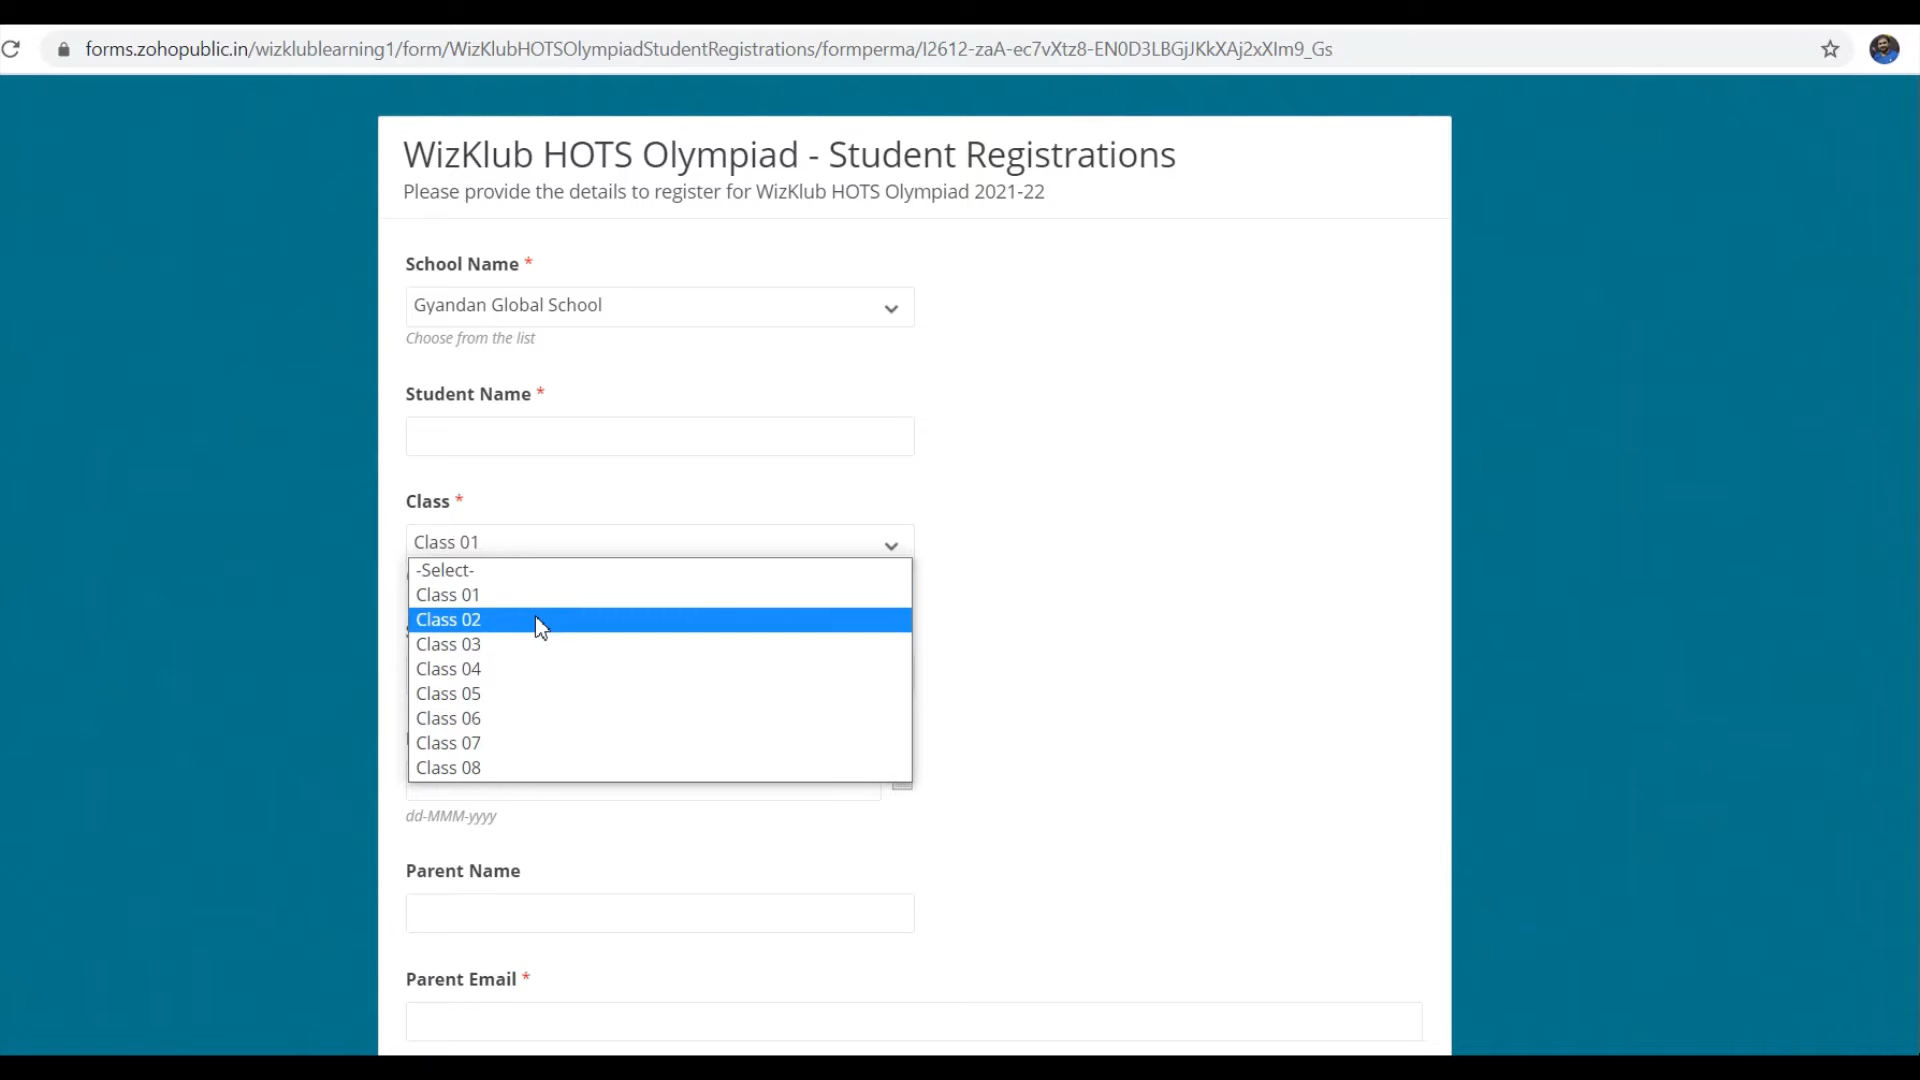 forms.zohopublic.in/wizklublearning1/form/WizKlubHOTSOlympiadStudentRegistrations/formperma/I2612-zaA-ec7vXtz8-EN0D3LBGjJKkXAj2xXIm9_Gs
WizKlub HOTS Olympiad - Student Registrations
Please provide the details to register for WizKlub HOTS Olympiad 2021-22
School Name *
Gyandan Global School
Choose from the list
Student Name *
Class *
Class 01
-Select-
Class 01
Class 02
Class 03
Class 04
Class 05
Class 06
Class 07
Class 08
dd-MMM-yyyy
Parent Name
Parent Email *